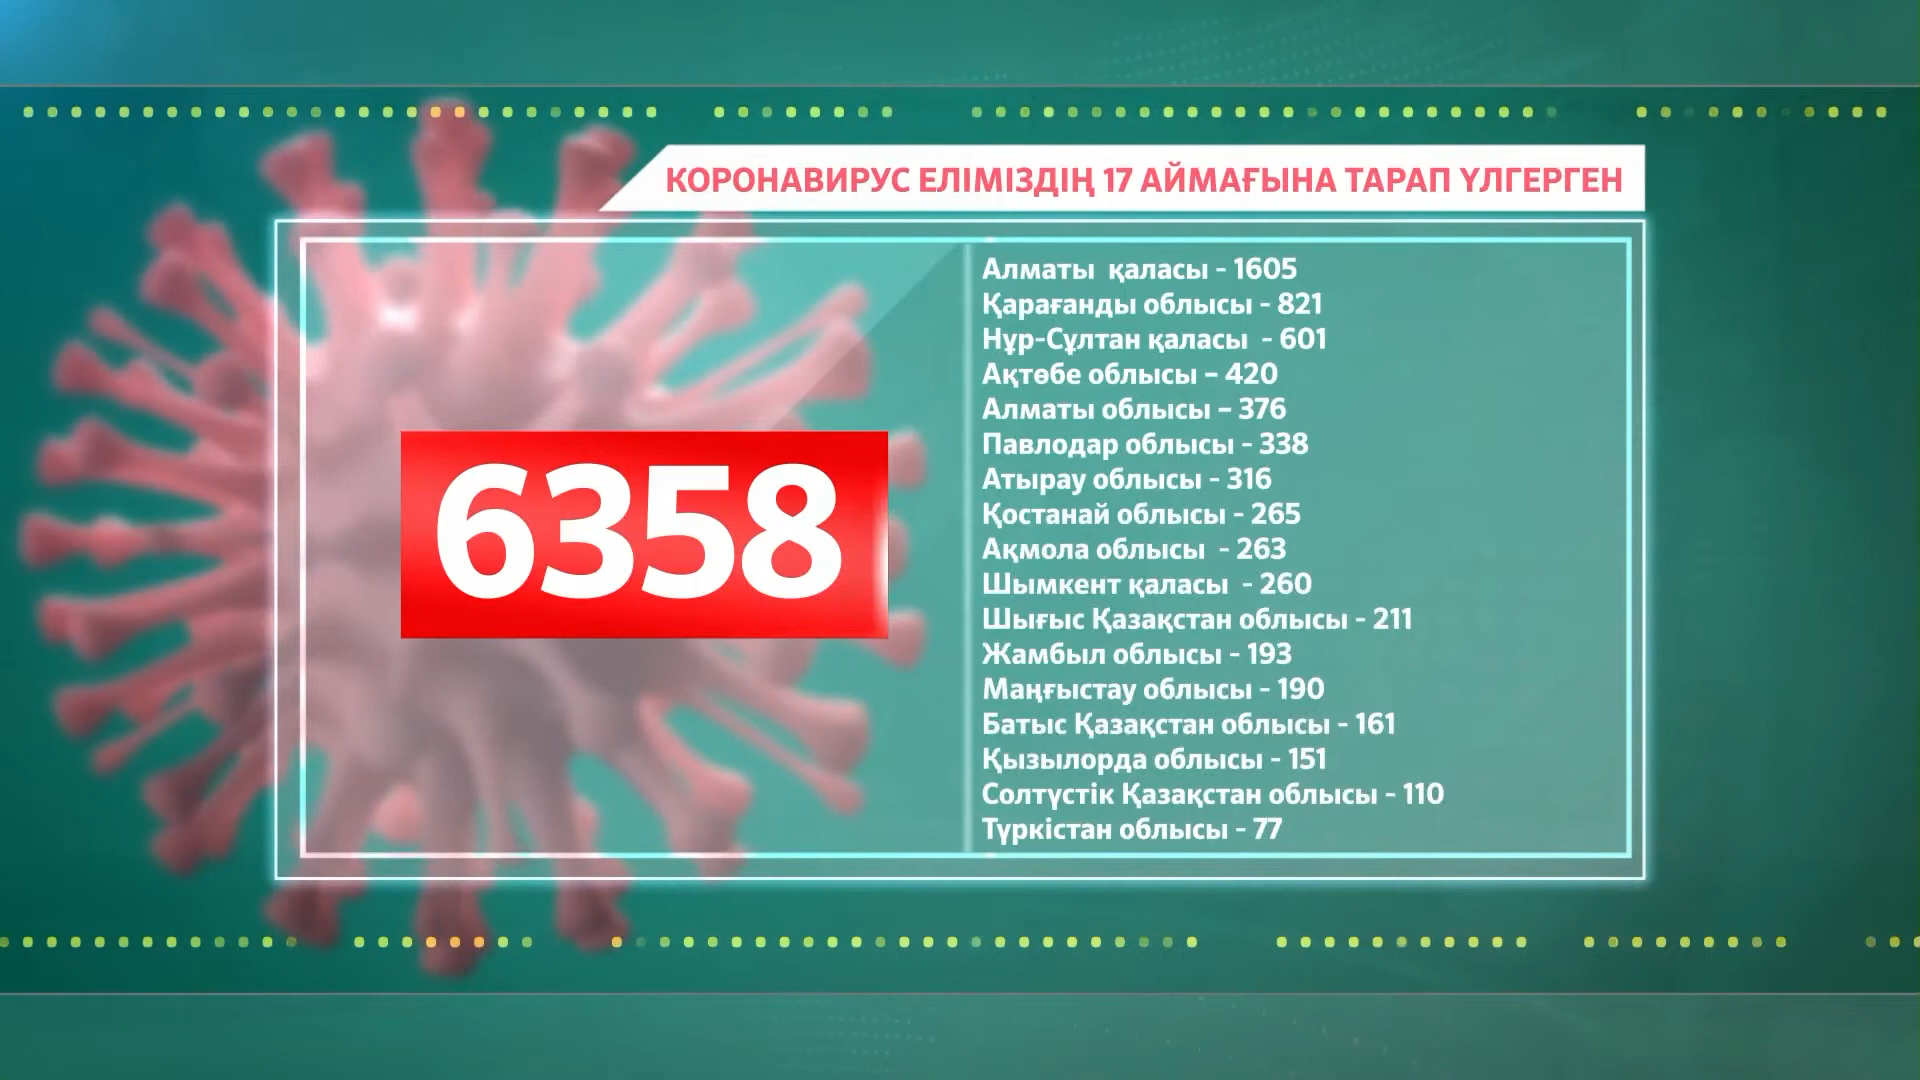 КОРОНАВИРУС ЕЛІМІЗДІҢ 17 АЙМАҒЫНА ТАРАП ҮЛГЕРГЕН
6358
Алматы қаласы - 1605
Қарағанды облысы - 821
Нұр-Сұлтан қаласы - 601
Ақтөбе облысы – 420
Алматы облысы – 376
Павлодар облысы - 338
Атырау облысы - 316
Қостанай облысы - 265
Ақмола облысы - 263
Шымкент қаласы - 260
Шығыс Қазақстан облысы - 211
Жамбыл облысы - 193
Маңғыстау облысы - 190
Батыс Қазақстан облысы - 161
Қызылорда облысы - 151
Солтүстік Қазақстан облысы - 110
Түркістан облысы - 77